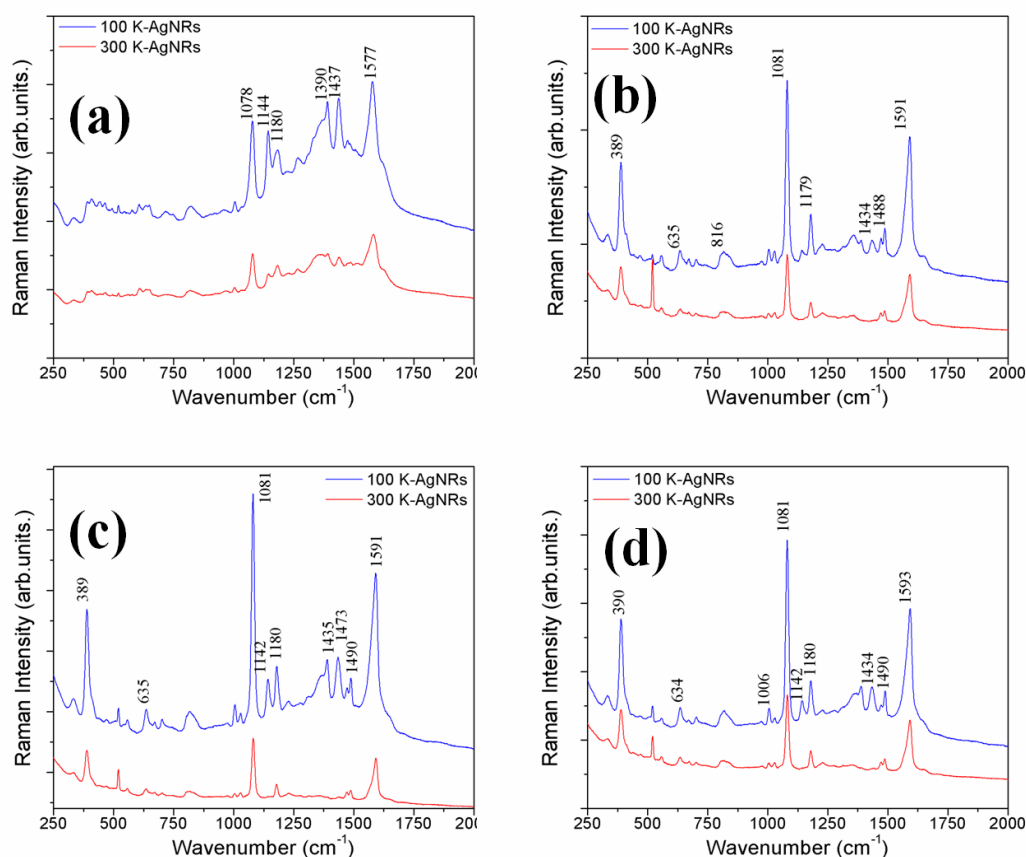 100 K-AgNRs
300 K-AgNRs
(a)
1078
1144
1180
1390
1437
1577
Raman Intensity (arb.units.)
250 500 750 1000 1250 1500 1750 200
Wavenumber (cm⁻¹)
100 K-AgNRs
300 K-AgNRs
(b)
389
635
816
1081
1179
1434
1488
1591
Raman Intensity (arb.units.)
250 500 750 1000 1250 1500 1750 2000
Wavenumber (cm⁻¹)
100 K-AgNRs
300 K-AgNRs
(c)
389
635
1081
1142
1180
1435
1473
1490
1591
Raman Intensity (arb.units.)
250 500 750 1000 1250 1500 1750 200
Wavenumber (cm⁻¹)
100 K-AgNRs
300 K-AgNRs
(d)
390
634
1006
1081
1142
1180
1434
1490
1593
Raman Intensity (arb.units.)
250 500 750 1000 1250 1500 1750 2000
Wavenumber (cm⁻¹)